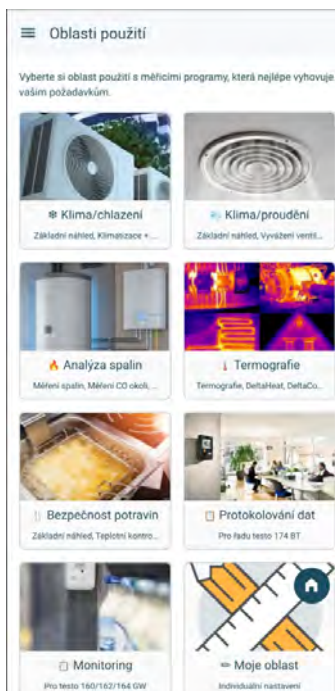 Oblasti použití
Vyberte si oblast použití s měřicími programy, která nejlépe vyhovuje
vašim požadavkům.
Klima/chlazení
Základní náhled, Klimatizace + ...
Klima/proudění
Základní náhled, Vyvážení ventil...
Analýza spalin
Měření spalin, Měření CO okolí, ...
Termografie
Termografie, DeltaHeat, DeltaCo...
Bezpečnost potravin
Základní náhled, Teplotní kontro...
Protokolování dat
Pro řadu testo 174 BT
Monitoring
Pro testo 160/162/164 GW
Moje oblast
Individuální nastavení